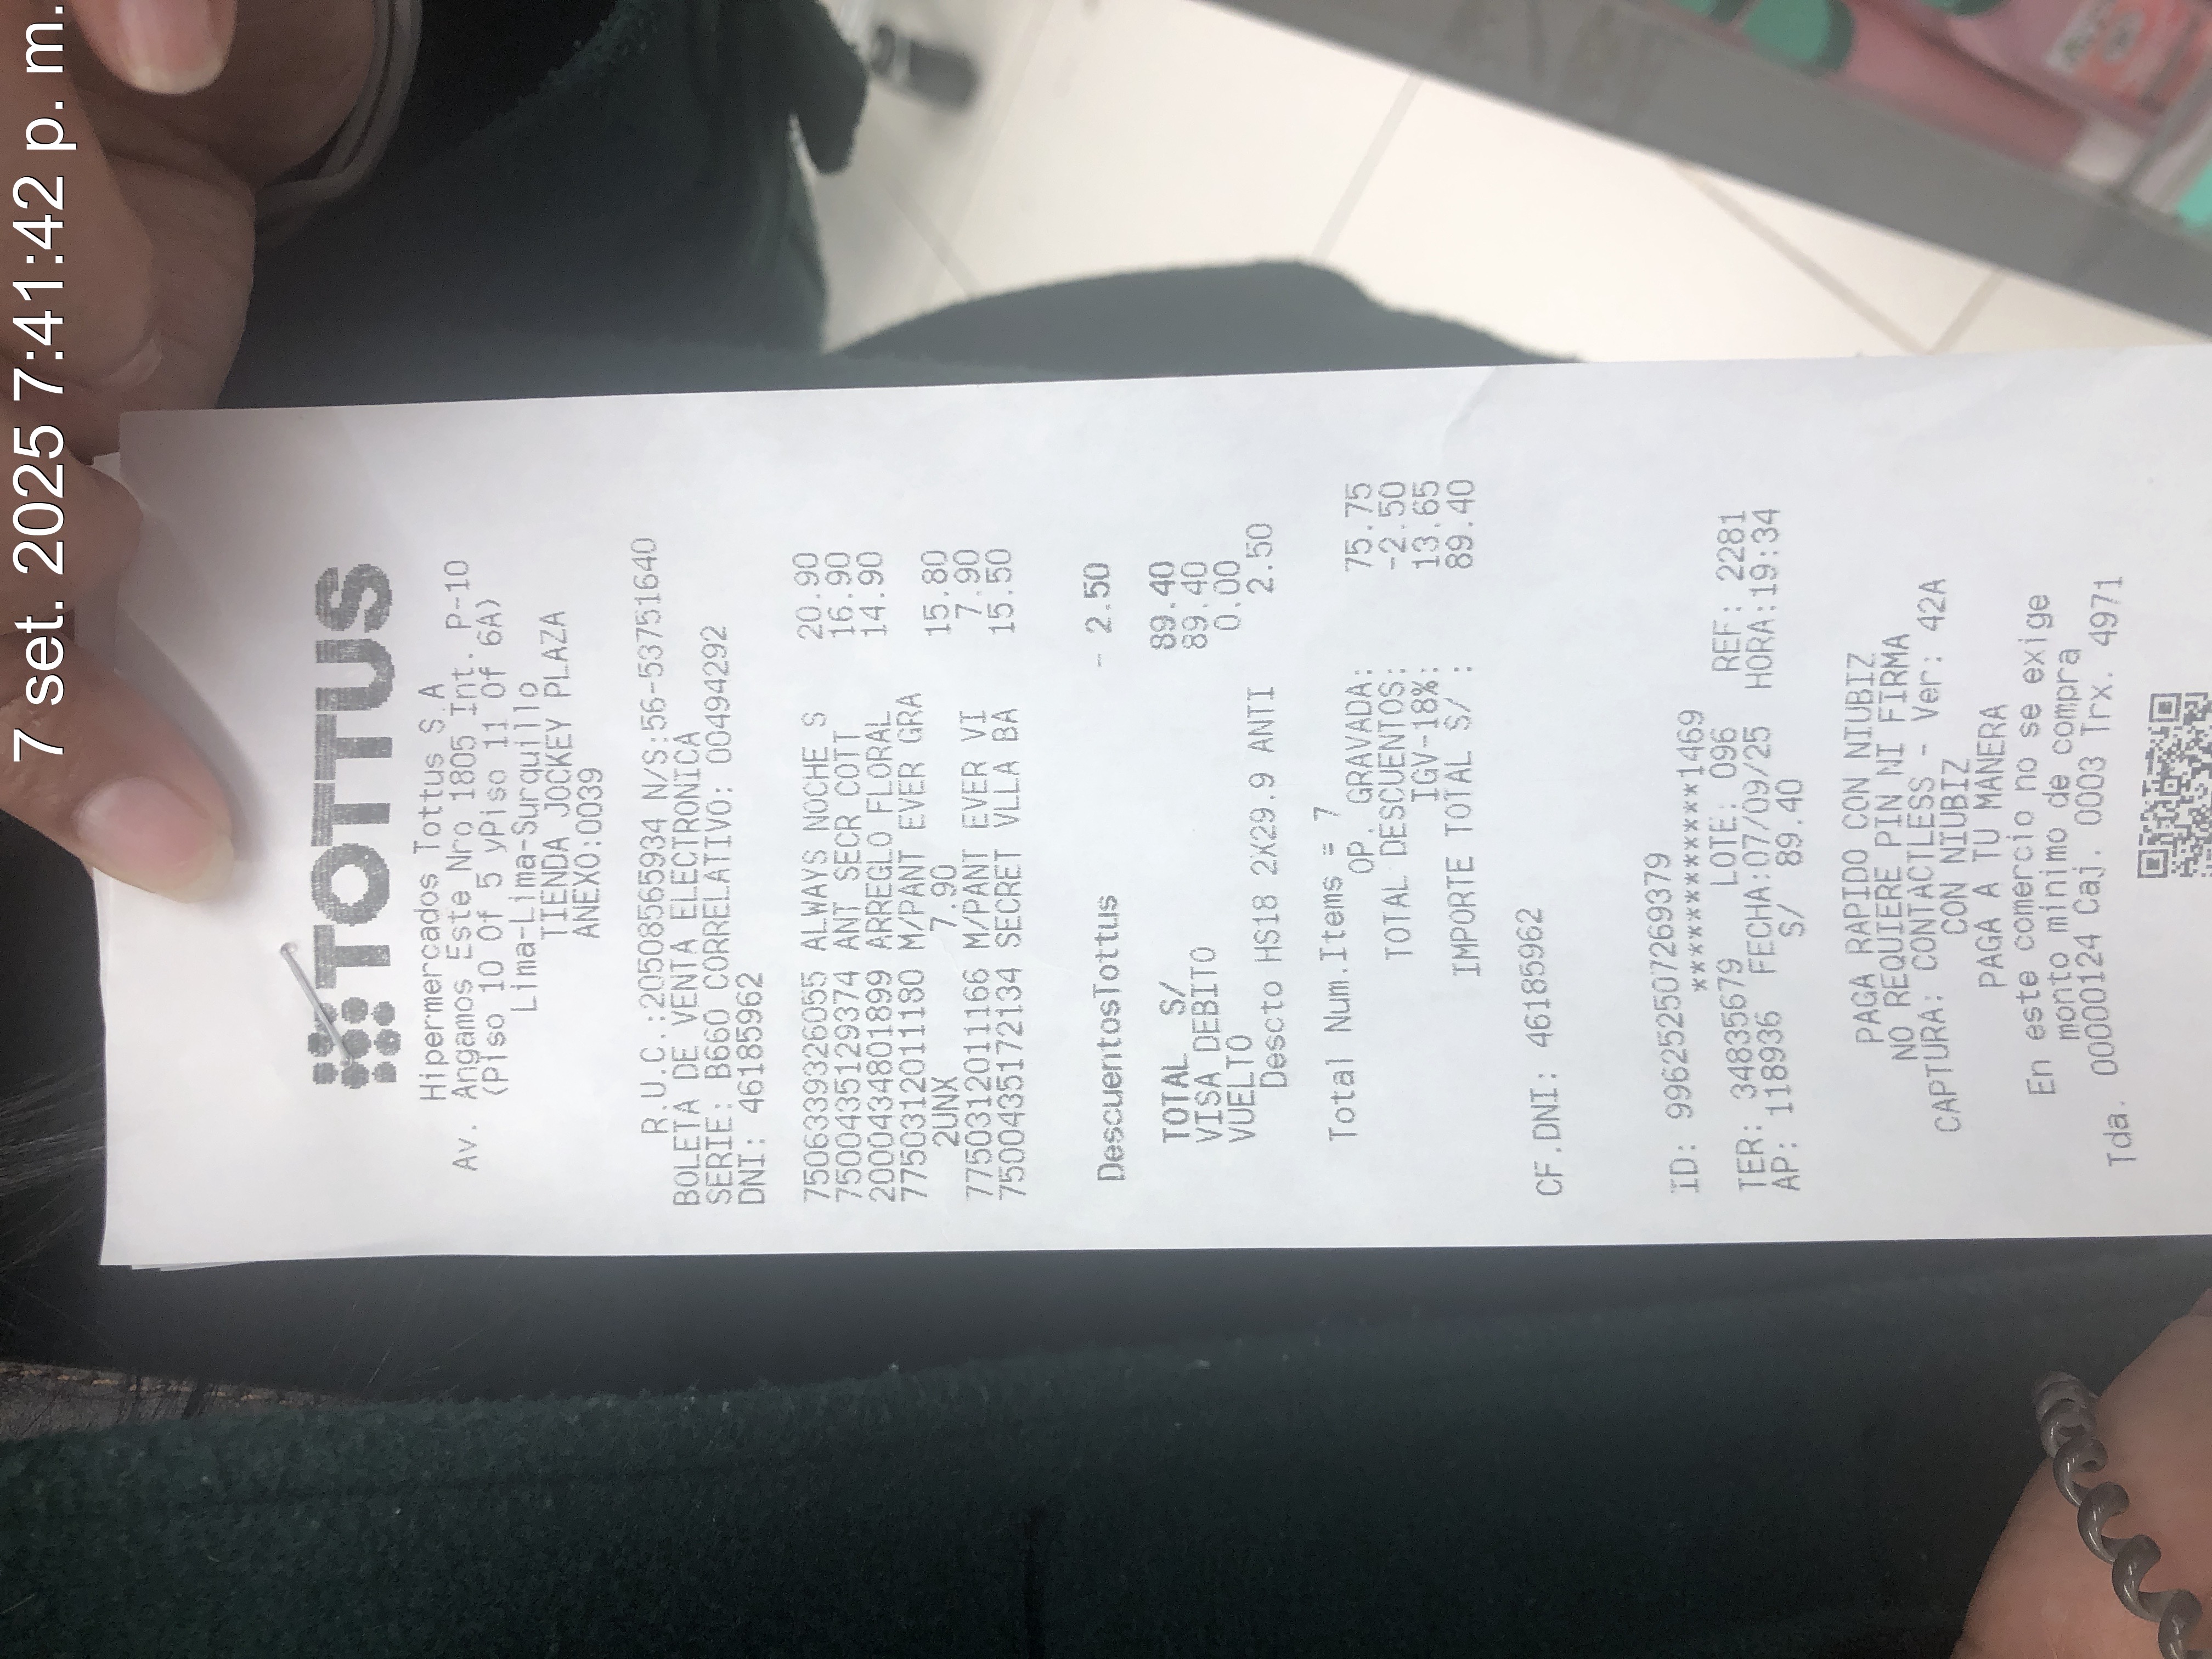 7 set. 2025 7:41:42 p. m.
TOTTUS
Hipermercados Tottus S.A
Av. Angamos Este Nro 1805 Int. P-10
(Piso 10 Of 5 yPiso 11 Of 6A)
Lima-Lima-Surquillo
TIENDA JOCKEY PLAZA
ANEXO:0039
R.U.C.:20508565934 N/S:56-53751640
BOLETA DE VENTA ELECTRONICA
SERIE: B660 CORRELATIVO: 00494292
DNI: 46185962
7506339326055 ALWAYS NOCHE S 20.90
7500435129374 ANT SECR COTT 16.90
2000434801899 ARREGLO FLORAL 14.90
7750312011180 M/PANT EVER GRA
2UNX 7.90 15.80
7750312011166 M/PANT EVER VI 7.90
7500435172134 SECRET VLLA BA 15.50
DescuentosTottus - 2.50
TOTAL S/ 89.40
VISA DEBITO 89.40
VUELTO 0.00
Descto HS18 2X29.9 ANTI 2.50
Total Num.Items = 7
OP. GRAVADA: 75.75
TOTAL DESCUENTOS: -2.50
IGV-18%: 13.65
IMPORTE TOTAL S/ : 89.40
CF.DNI: 46185962
ID: 996252507269379
************1469
TER: 34835679 LOTE: 096 REF: 2281
AP: 118936 FECHA:07/09/25 HORA:19:34
S/ 89.40
PAGA RAPIDO CON NIUBIZ
NO REQUIERE PIN NI FIRMA
CAPTURA: CONTACTLESS - Ver: 42A
CON NIUBIZ
PAGA A TU MANERA
En este comercio no se exige
monto minimo de compra
Tda. 00000124 Caj. 0003 Trx. 4971